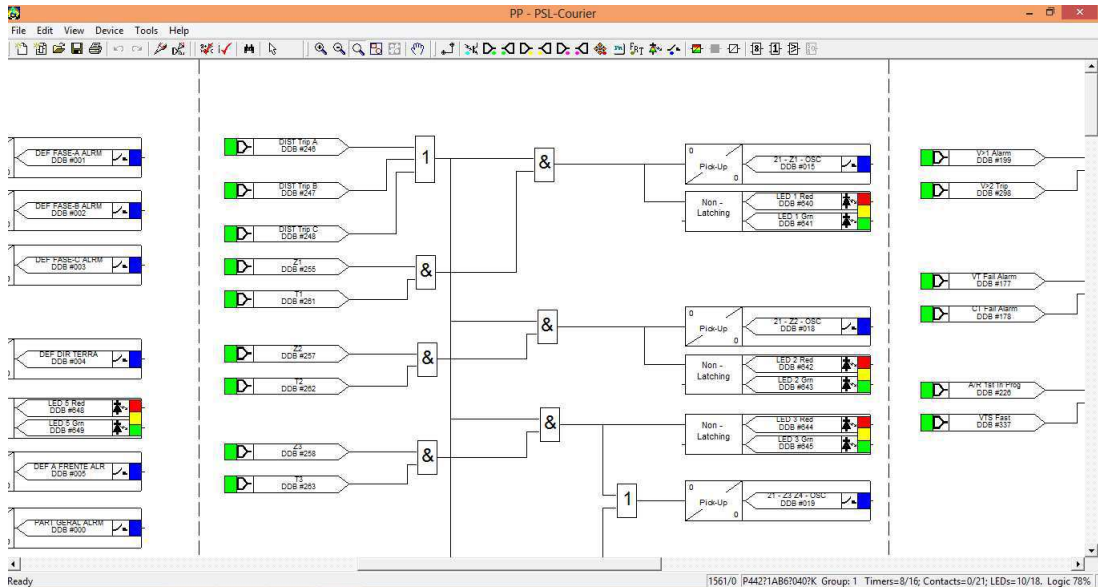 PP - PSL-Courier
File Edit View Device Tools Help
DEF FASE-A ALRM
DDB #001
DEF FASE-B ALRM
DDB #002
DEF FASE-C ALRM
DDB #003
DEF DIR TERRA
DDB #004
LED 5 Red
DDB #648
LED 5 Grn
DDB #649
DEF A FRENTE ALR
DDB #005
PART GERAL ALRM
DDB #000
DIST Trip A
DDB #246
DIST Trip B
DDB #247
DIST Trip C
DDB #248
Z1
DDB #255
T1
DDB #261
Z2
DDB #257
T2
DDB #262
Z3
DDB #258
T3
DDB #263
1
&
&
&
&
&
&
1
0
Pick-Up
0
21 - Z1 - OSC
DDB #015
Non -
Latching
LED 1 Red
DDB #640
LED 1 Grn
DDB #641
0
Pick-Up
0
21 - Z2 - OSC
DDB #018
Non -
Latching
LED 2 Red
DDB #642
LED 2 Grn
DDB #643
Non -
Latching
LED 3 Red
DDB #644
LED 3 Grn
DDB #645
0
Pick-Up
0
21 - Z3 Z4 - OSC
DDB #019
V>1 Alarm
DDB #199
V>2 Trip
DDB #298
VT Fail Alarm
DDB #177
CT Fail Alarm
DDB #178
A/R 1st In Prog
DDB #226
VTS Fast
DDB #337
Ready
1561/0 P442?1AB6?040?K Group: 1 Timers=8/16; Contacts=0/21; LEDs=10/18. Logic 78%